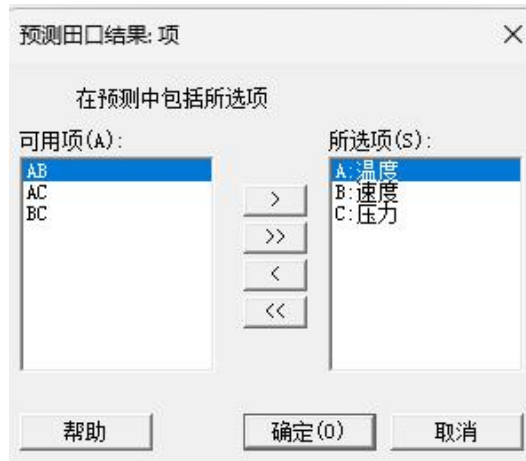 预测田口结果: 项
在预测中包括所选项
可用项(A):
AB
AC
BC
>
>>
<
<<
所选项(S):
A:温度
B:速度
C:压力
帮助
确定(O)
取消